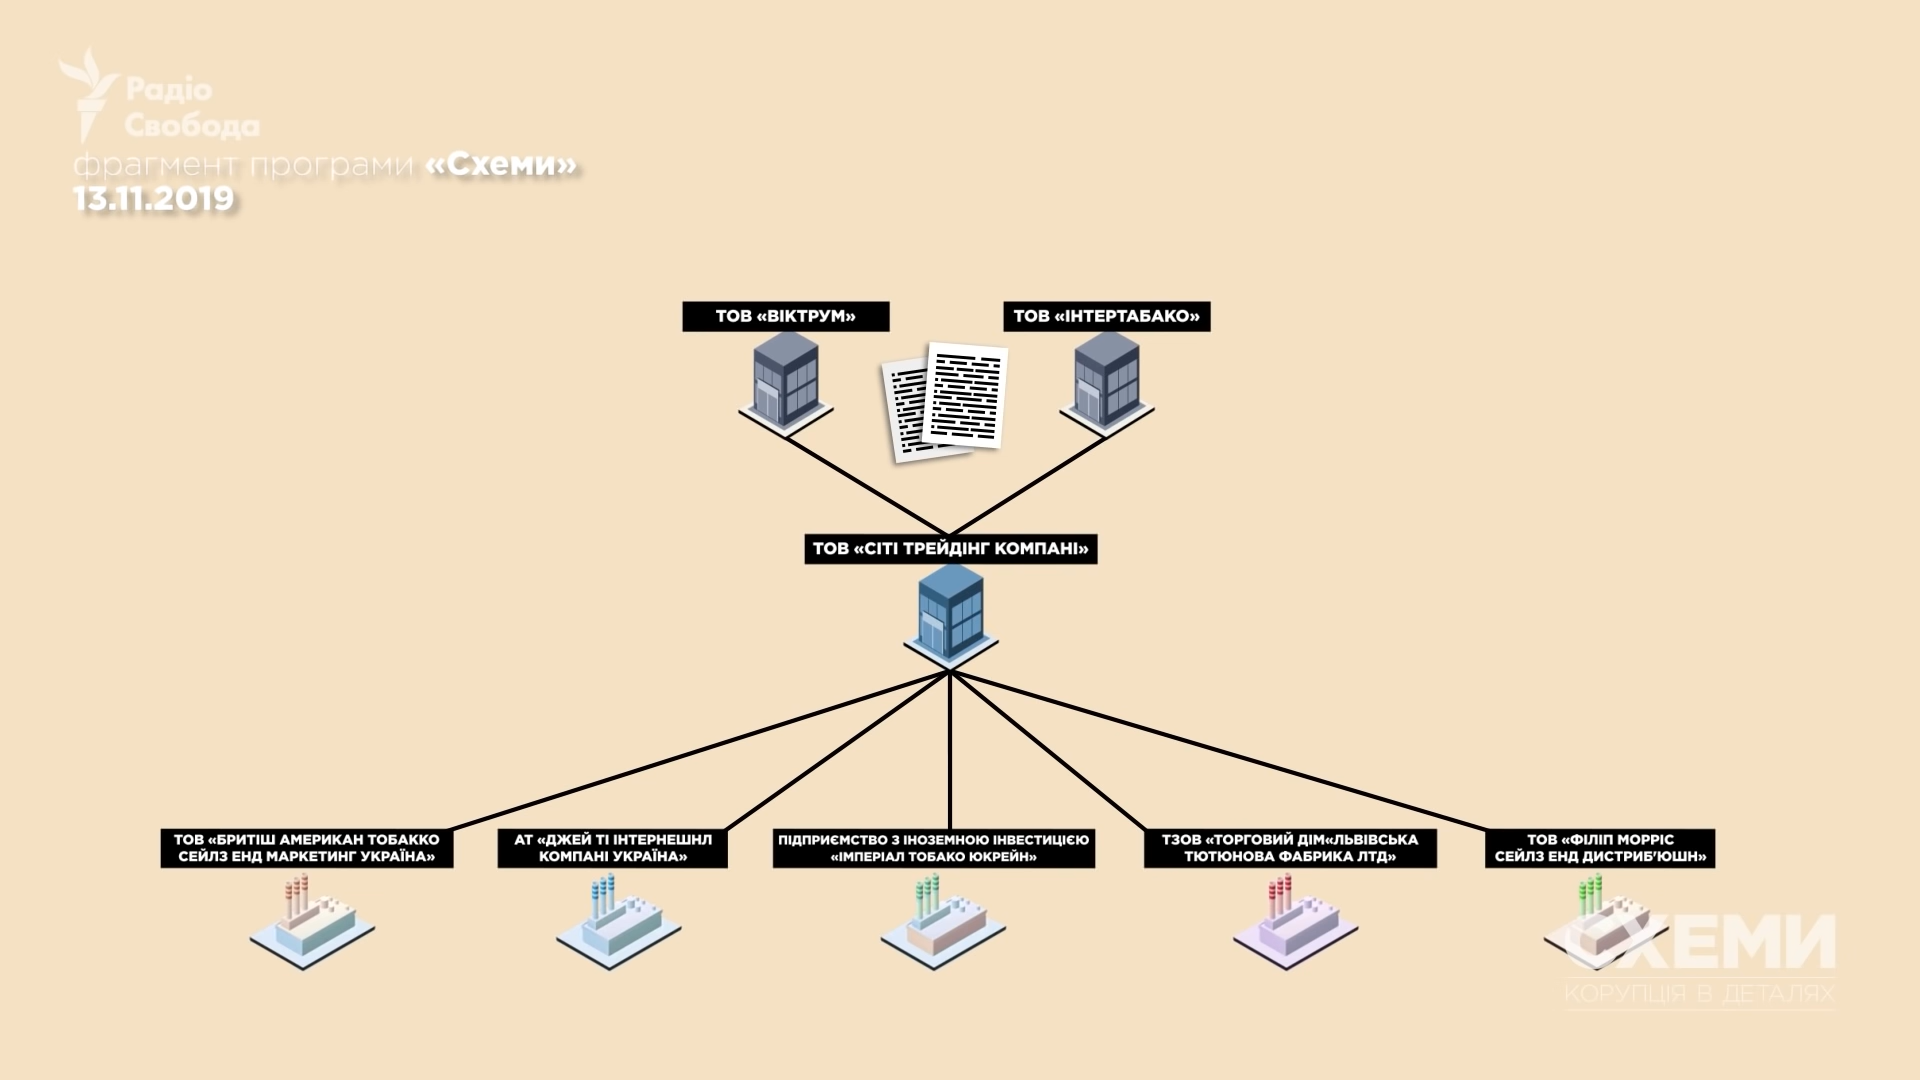 Радіо
Свобода
фрагмент програми «Схеми»
13.11.2019
ТОВ «ВІКТРУМ»
ТОВ «ІНТЕРТАБАКО»
ТОВ «СІТІ ТРЕЙДІНГ КОМПАНІ»
ТОВ «БРИТІШ АМЕРИКАН ТОБАККО
СЕЙЛЗ ЕНД МАРКЕТИНГ УКРАЇНА»
АТ «ДЖЕЙ ТІ ІНТЕРНЕШНЛ
КОМПАНІ УКРАЇНА»
ПІДПРИЄМСТВО З ІНОЗЕМНОЮ ІНВЕСТИЦІЄЮ
«ІМПЕРІАЛ ТОБАКО ЮКРЕЙН»
ТЗОВ «ТОРГОВИЙ ДІМ«ЛЬВІВСЬКА
ТЮТЮНОВА ФАБРИКА ЛТД»
ТОВ «ФІЛІП МОРРІС
СЕЙЛЗ ЕНД ДИСТРИБ'ЮШН»
СХЕМИ
КОРУПЦІЯ В ДЕТАЛЯХ